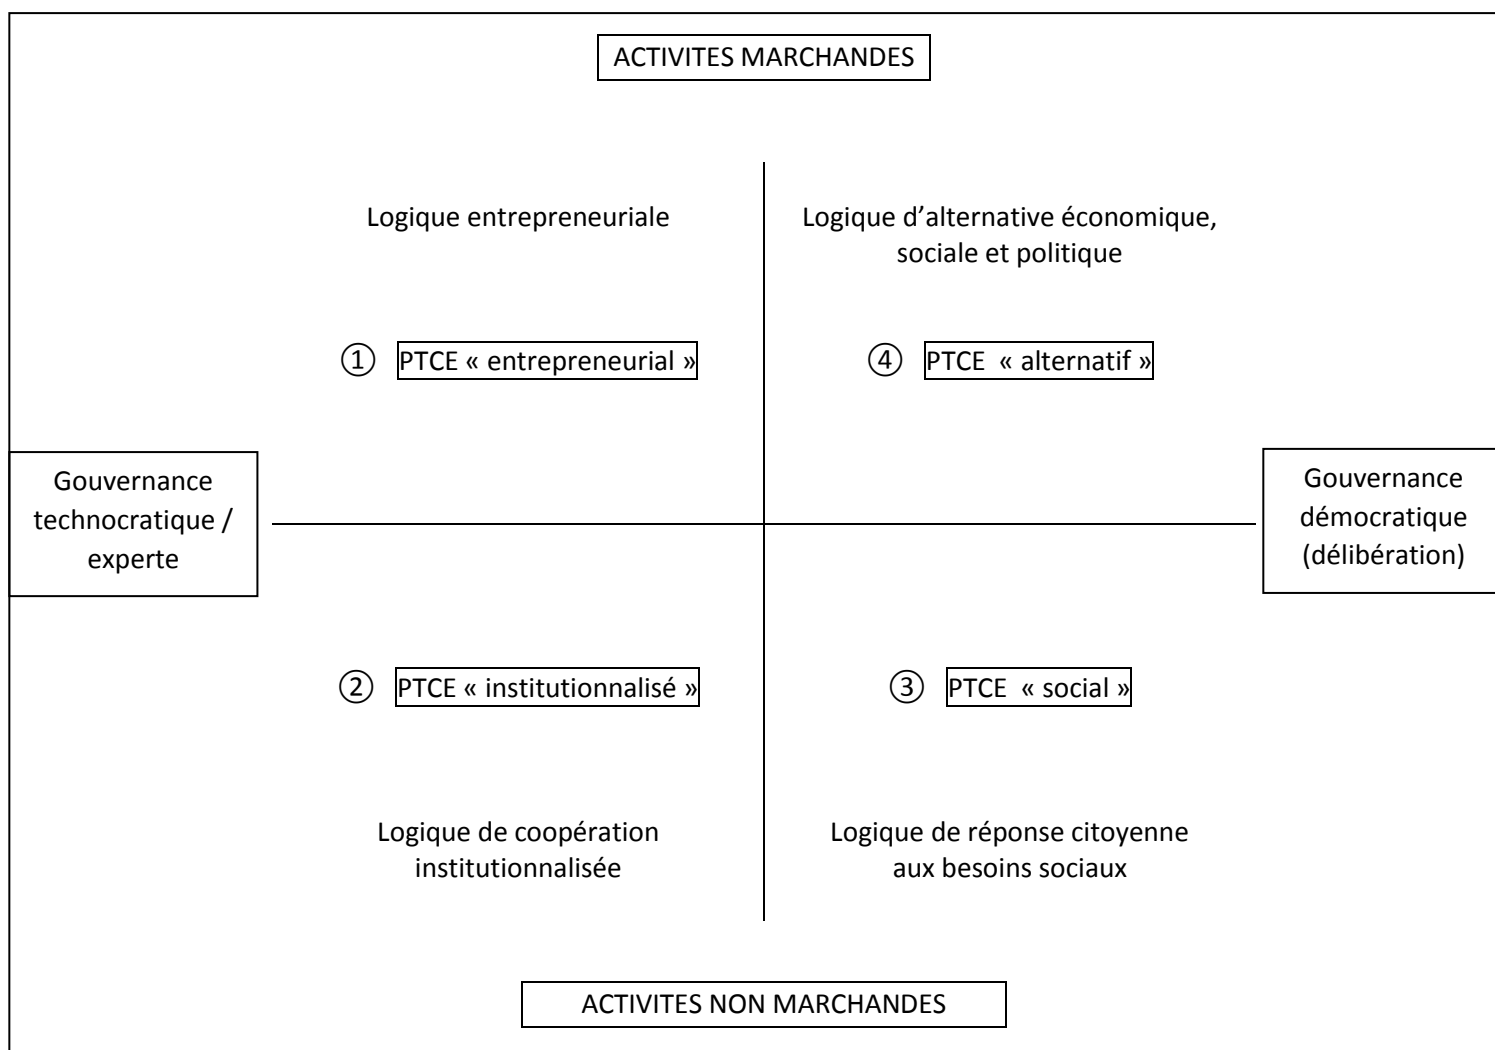 ACTIVITES MARCHANDES
Logique entrepreneuriale
Logique d’alternative économique,
sociale et politique
① PTCE « entrepreneurial »
④ PTCE « alternatif »
Gouvernance
technocratique /
experte
Gouvernance
démocratique
(délibération)
② PTCE « institutionnalisé »
③ PTCE « social »
Logique de coopération
institutionnalisée
Logique de réponse citoyenne
aux besoins sociaux
ACTIVITES NON MARCHANDES